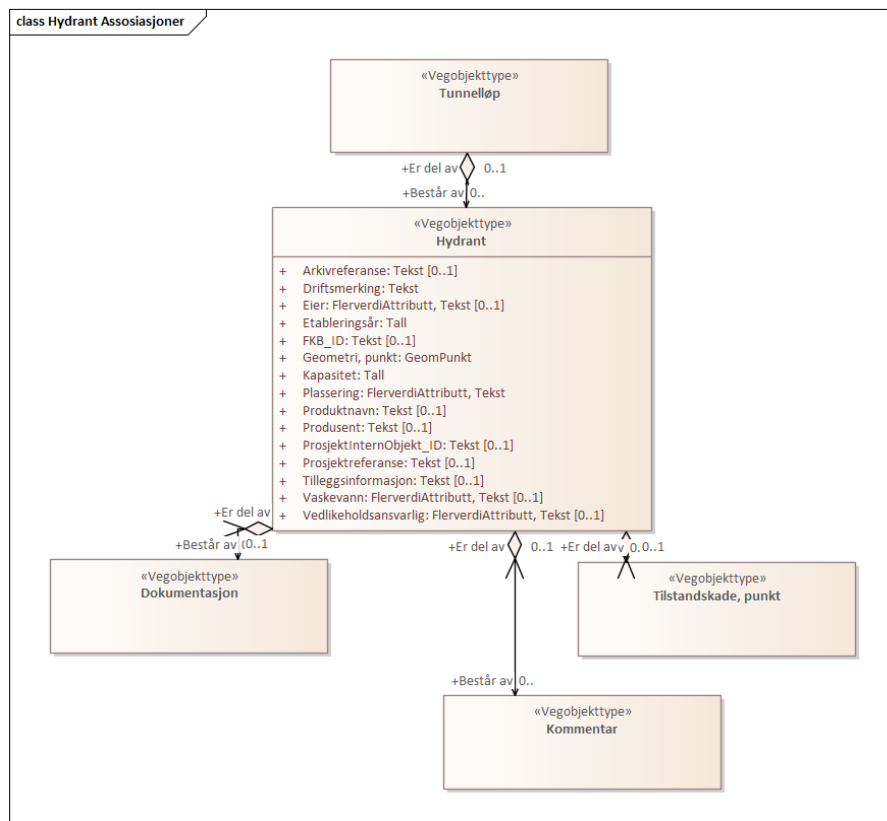 class Hydrant Assosiasjoner
«Vegobjekttype»
Tunnelløp
+Er del av 0..1
+Består av 0..
«Vegobjekttype»
Hydrant
+ Arkivreferanse: Tekst [0..1]
+ Driftsmerking: Tekst
+ Eier: FlerverdiAttributt, Tekst [0..1]
+ Etableringsår: Tall
+ FKB_ID: Tekst [0..1]
+ Geometri, punkt: GeomPunkt
+ Kapasitet: Tall
+ Plassering: FlerverdiAttributt, Tekst
+ Produktnavn: Tekst [0..1]
+ Produsent: Tekst [0..1]
+ ProsjektInternObjekt_ID: Tekst [0..1]
+ Prosjektreferanse: Tekst [0..1]
+ Tilleggsinformasjon: Tekst [0..1]
+ Vaskevann: FlerverdiAttributt, Tekst [0..1]
+ Vedlikeholdsansvarlig: FlerverdiAttributt, Tekst [0..1]
+Er del av
+Består av 0..1
+Er del av 0..1
+Er del av 0..1
«Vegobjekttype»
Dokumentasjon
«Vegobjekttype»
Tilstandskade, punkt
+Består av 0..
«Vegobjekttype»
Kommentar